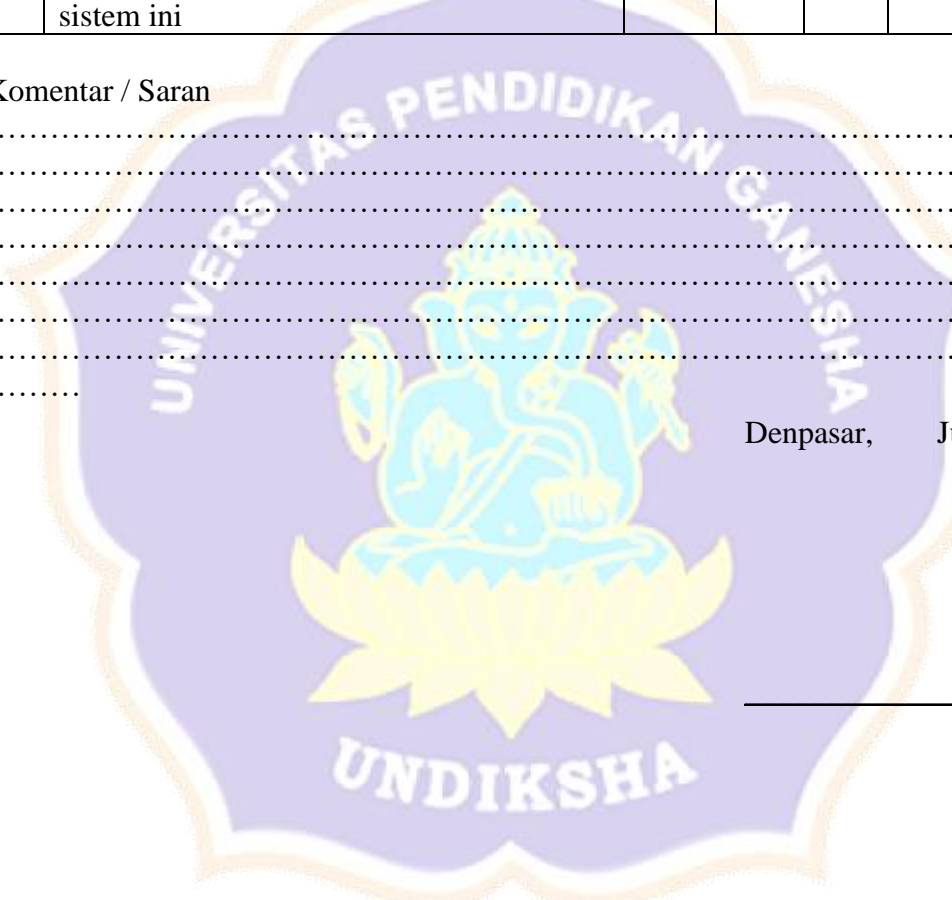 sistem ini
Komentar / Saran
UNIVERSITAS PENDIDIKAN GANESHA
Denpasar,
UNDIKSHA